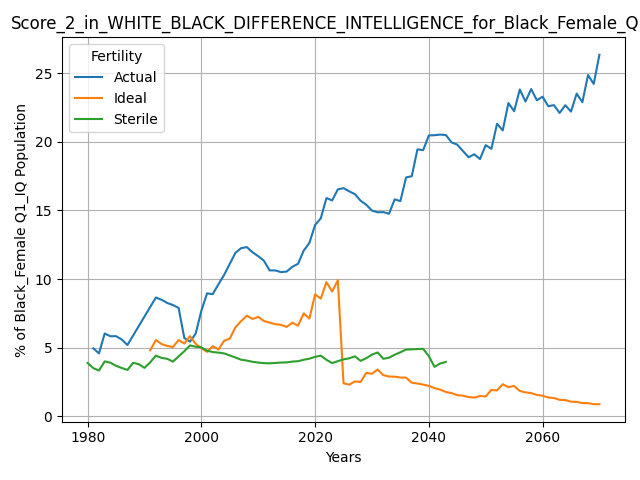 Score_2_in_WHITE_BLACK_DIFFERENCE_INTELLIGENCE_for_Black_Female_Q
Fertility
Actual
Ideal
Sterile
% of Black_Female Q1_IQ Population
25
20
15
10
5
0
1980 2000 2020 2040 2060
Years